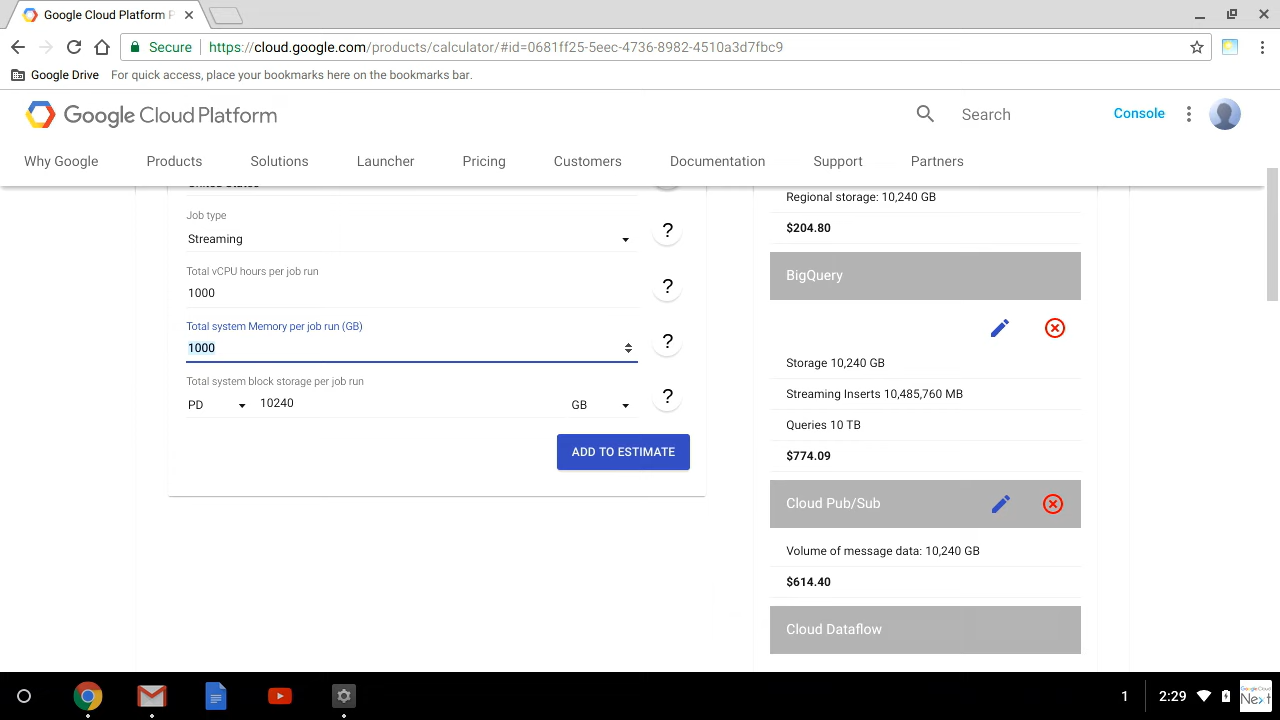 Google Cloud Platform P
Secure https://cloud.google.com/products/calculator/#id=0681ff25-5eec-4736-8982-4510a3d7fbc9
Google Drive For quick access, place your bookmarks here on the bookmarks bar.
Google Cloud Platform
Search
Console
Why Google Products Solutions Launcher Pricing Customers Documentation Support Partners
United States
Job type
Streaming
?
Total vCPU hours per job run
1000
?
Total system Memory per job run (GB)
1000
?
Total system block storage per job run
PD 10240 GB
?
ADD TO ESTIMATE
Regional storage: 10,240 GB
$204.80
BigQuery
Storage 10,240 GB
Streaming Inserts 10,485,760 MB
Queries 10 TB
$774.09
Cloud Pub/Sub
Volume of message data: 10,240 GB
$614.40
Cloud Dataflow
1 2:29
Google Cloud
Next